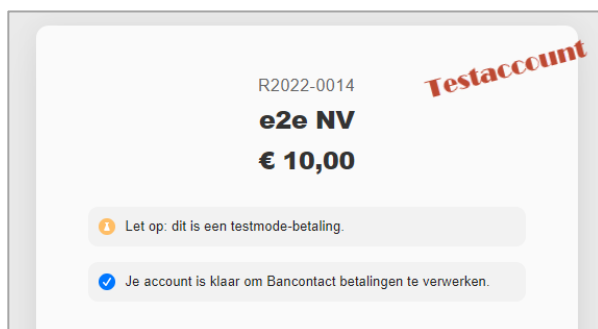 R2022-0014
Testaccount
e2e NV
€ 10,00
Let op: dit is een testmode-betaling.
Je account is klaar om Bancontact betalingen te verwerken.